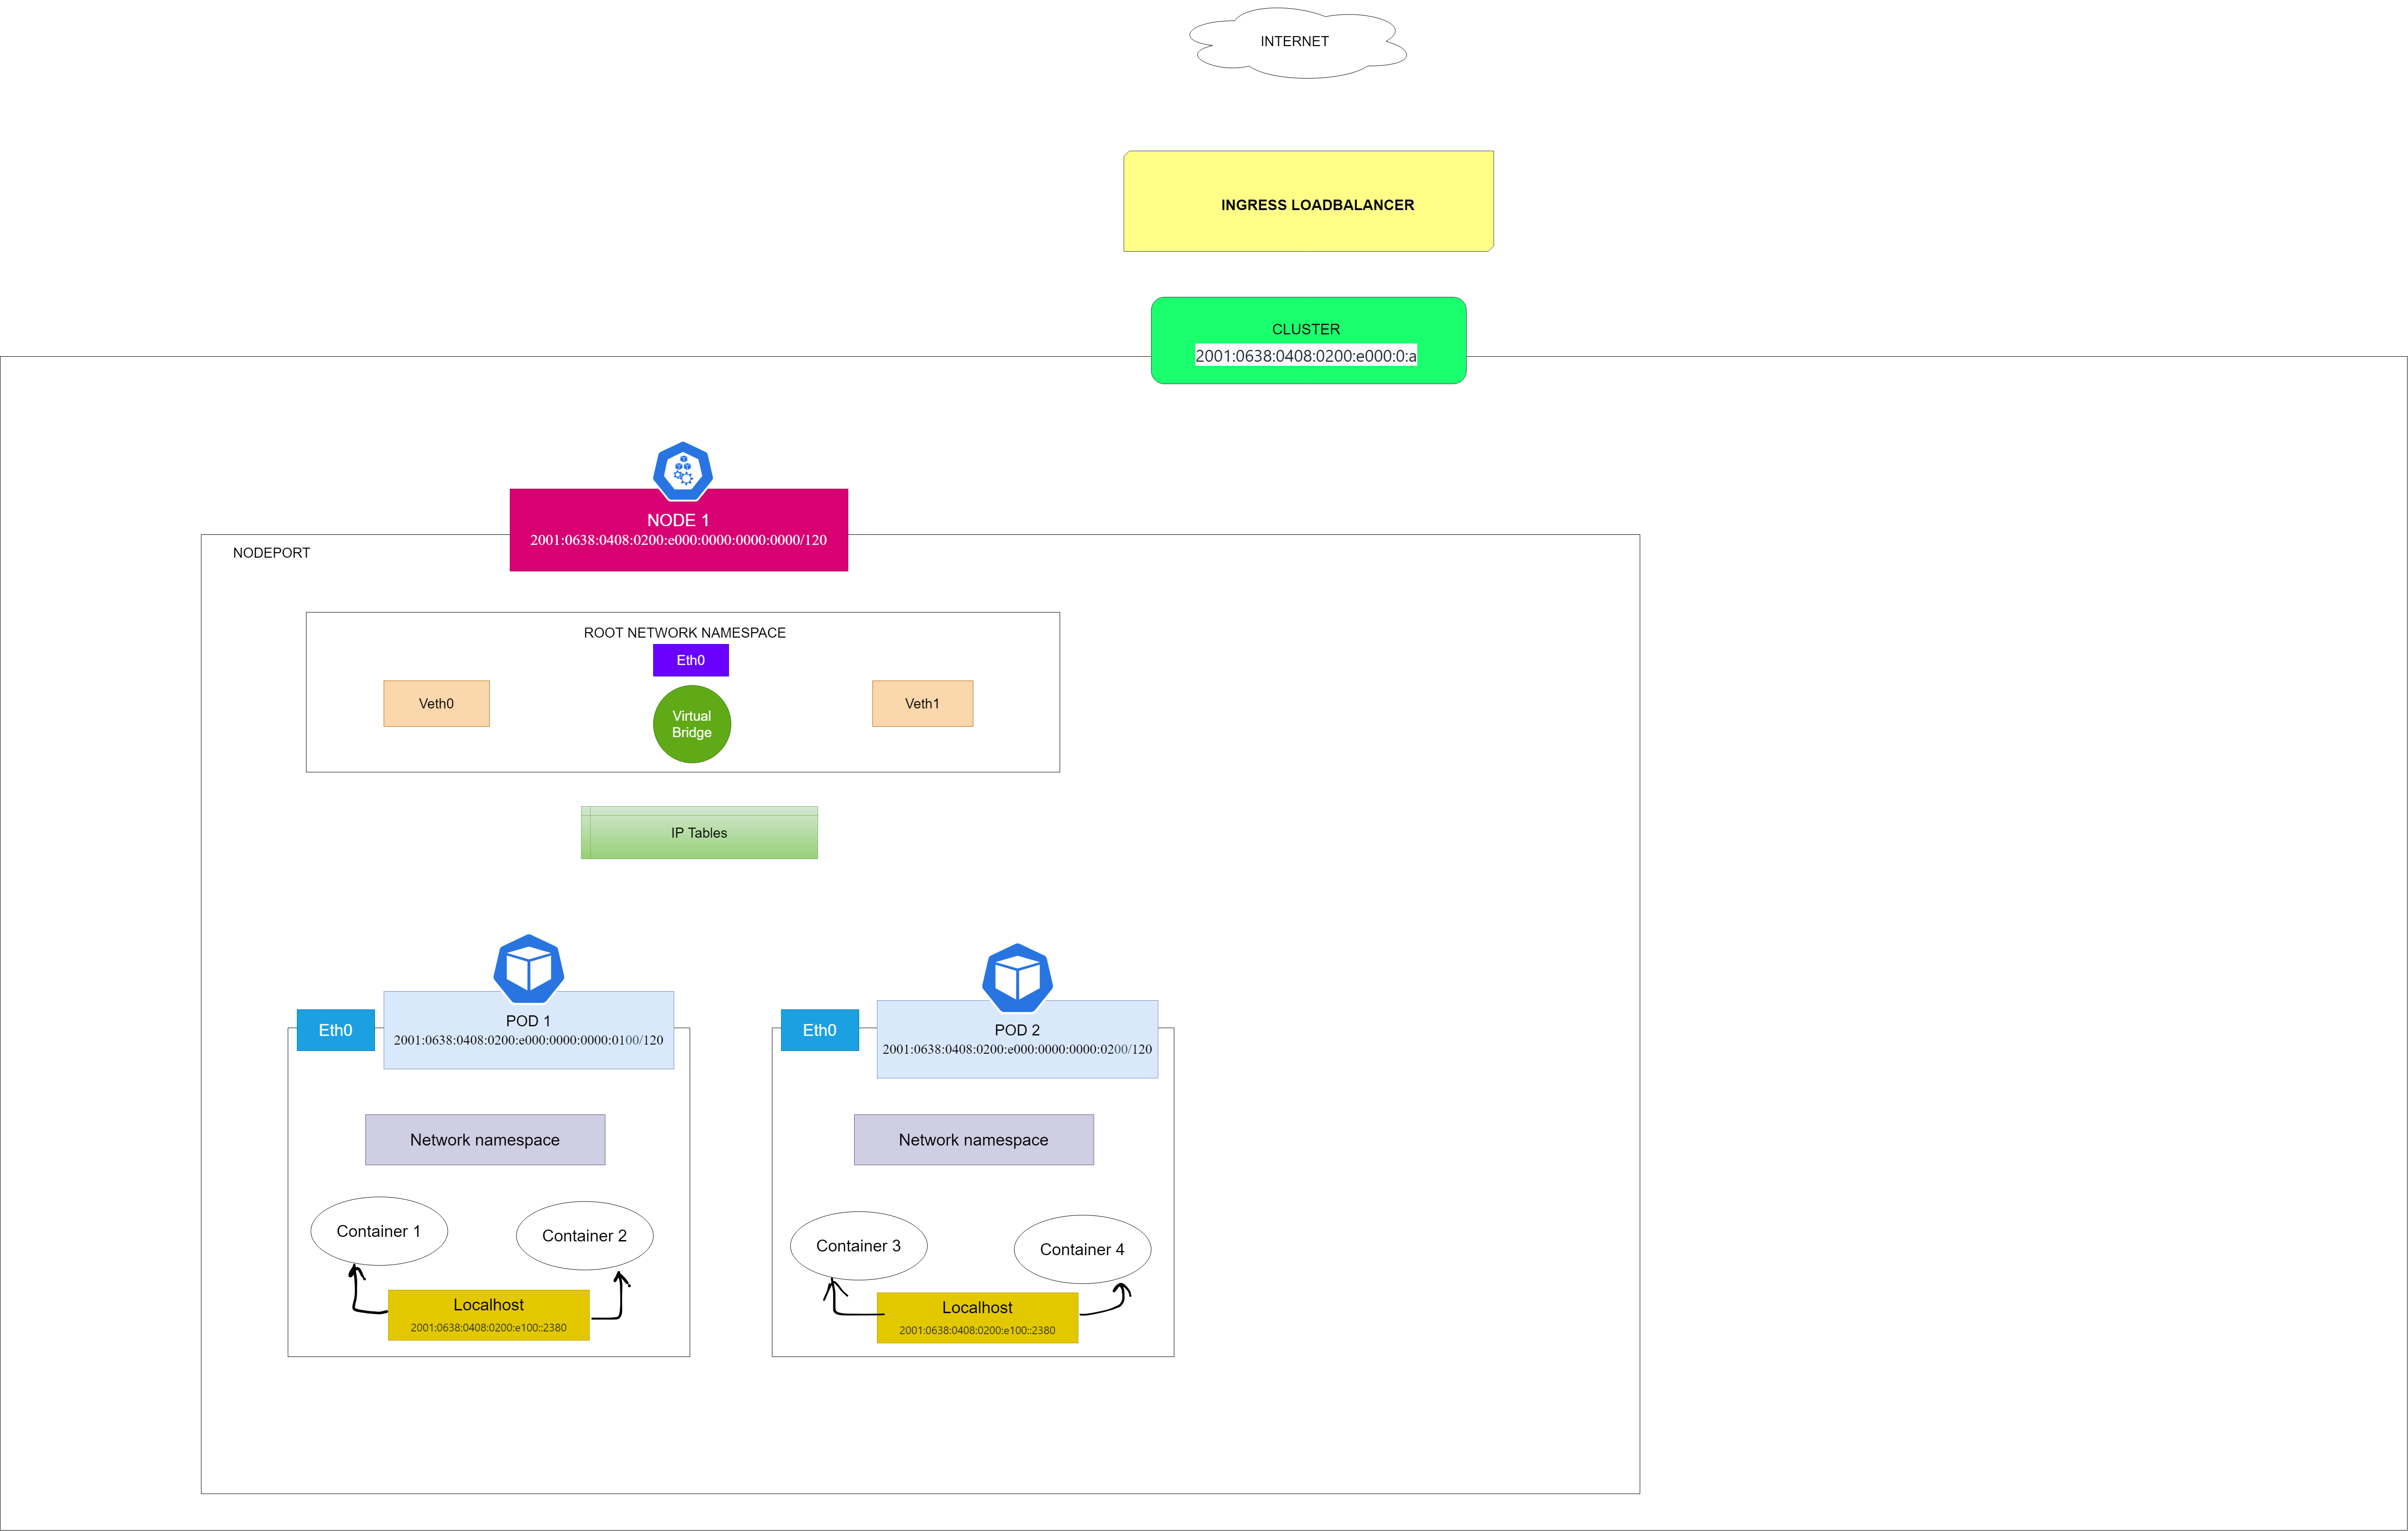 INTERNET
INGRESS LOADBALANCER
CLUSTER
2001:0638:0408:0200:e000:0:a
NODE 1
2001:0638:0408:0200:e000:0000:0000:0000/120
NODEPORT
ROOT NETWORK NAMESPACE
Eth0
Veth0
Virtual
Bridge
Veth1
IP Tables
Eth0
POD 1
2001:0638:0408:0200:e000:0000:0000:0100/120
Eth0
POD 2
2001:0638:0408:0200:e000:0000:0000:0200/120
Network namespace
Network namespace
Container 1
Container 2
Container 3
Container 4
Localhost
2001:0638:0408:0200:e100::2380
Localhost
2001:0638:0408:0200:e100::2380